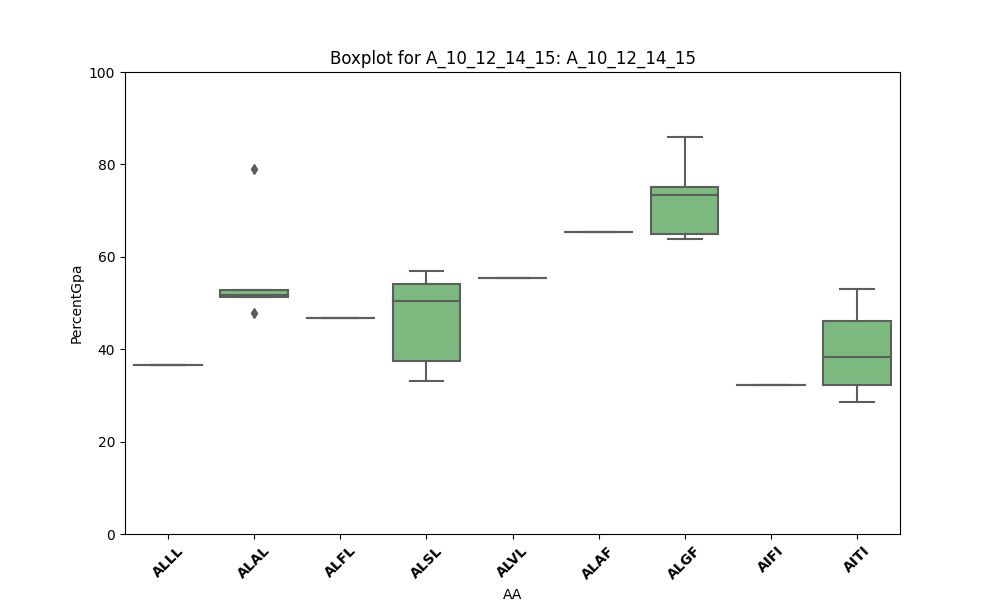 Boxplot for A_10_12_14_15: A_10_12_14_15
100
80
60
40
20
0
PercentGpa
ALLL
ALAL
ALFL
ALSL
ALVL
ALAF
ALGF
AIFI
AITI
AA